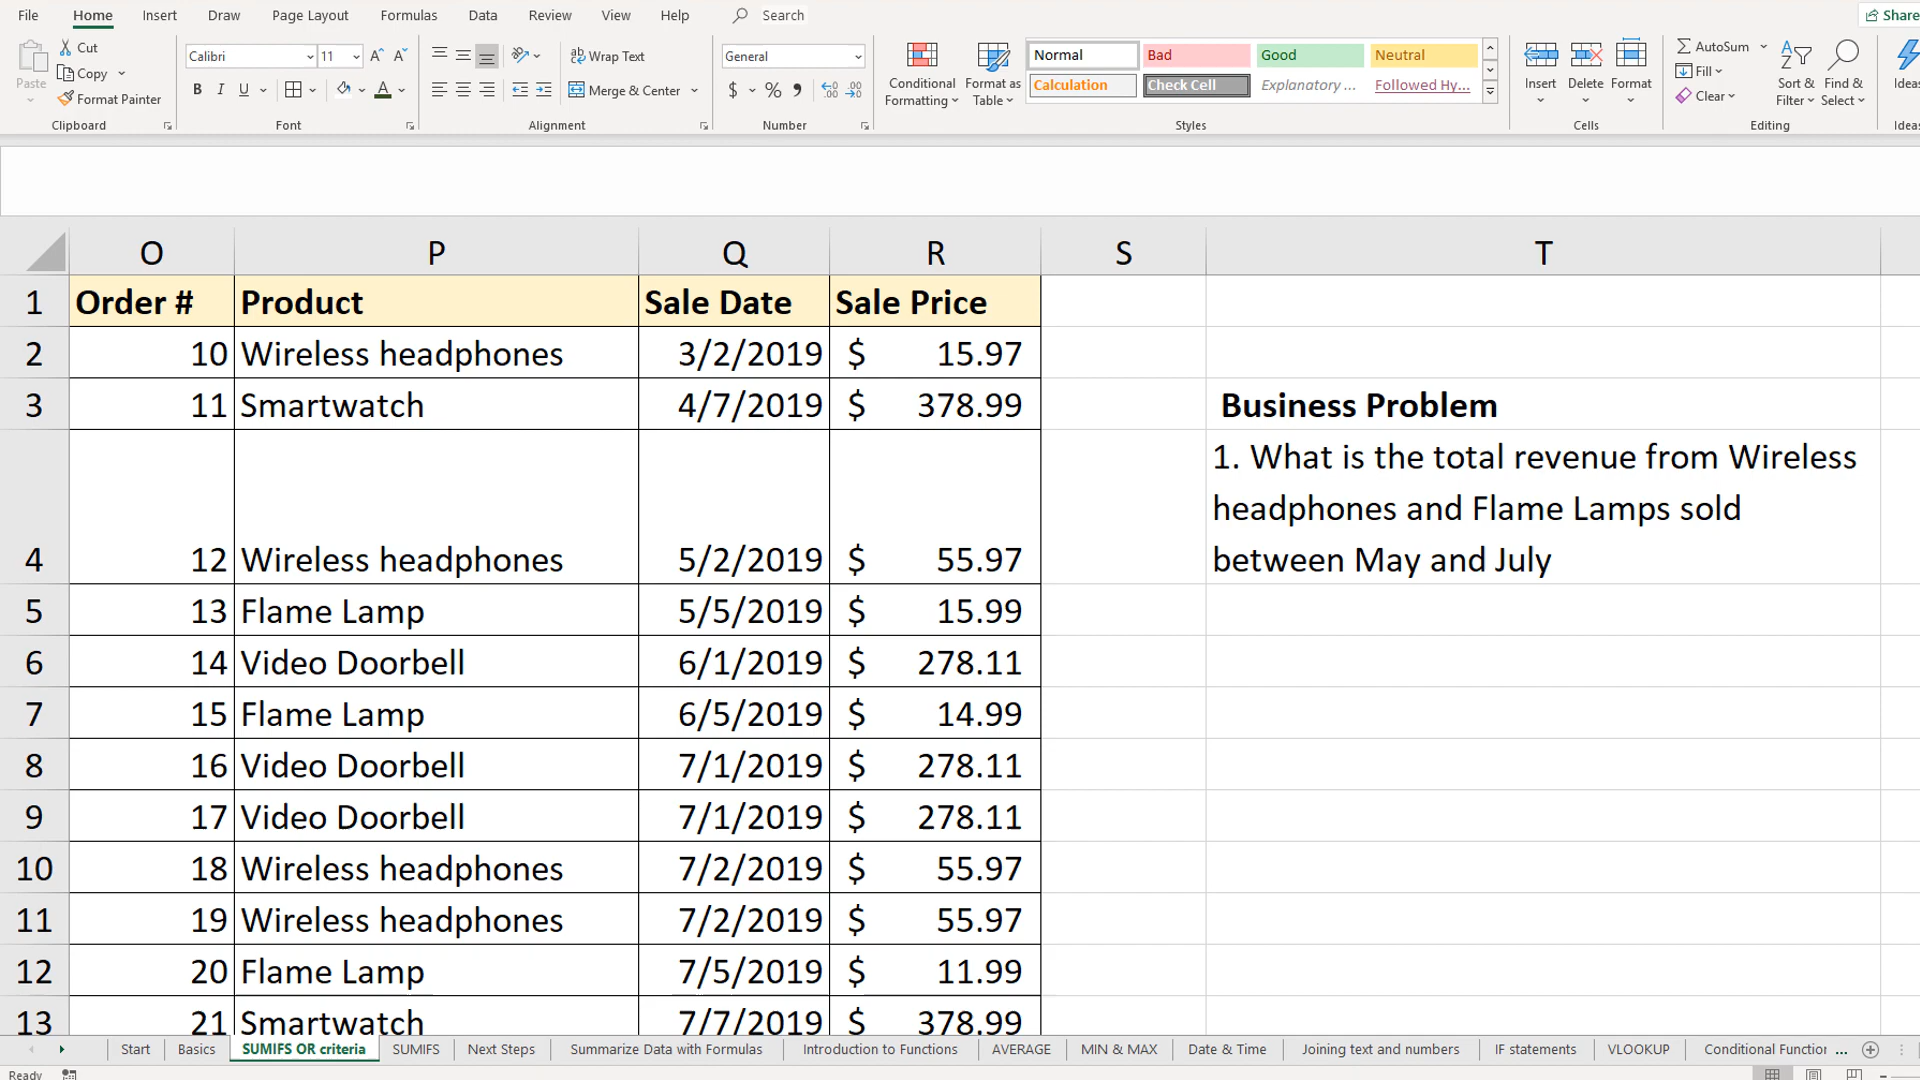 File Home Insert Draw Page Layout Formulas Data Review View Help Search Share
Paste Cut Copy Format Painter Clipboard
Calibri 11 B I U Font
Wrap Text Merge & Center Alignment
General $ % Number
Conditional Formatting Format as Table
Normal Bad Good Neutral
Calculation Check Cell Explanatory ... Followed Hy...
Styles
Insert Delete Format Cells
AutoSum Fill Clear Sort & Filter Find & Select Editing
Ideas Ideas
O P Q R S T
1 Order # Product Sale Date Sale Price
2 10 Wireless headphones 3/2/2019 $ 15.97
3 11 Smartwatch 4/7/2019 $ 378.99 Business Problem
1. What is the total revenue from Wireless
headphones and Flame Lamps sold
between May and July
4 12 Wireless headphones 5/2/2019 $ 55.97
5 13 Flame Lamp 5/5/2019 $ 15.99
6 14 Video Doorbell 6/1/2019 $ 278.11
7 15 Flame Lamp 6/5/2019 $ 14.99
8 16 Video Doorbell 7/1/2019 $ 278.11
9 17 Video Doorbell 7/1/2019 $ 278.11
10 18 Wireless headphones 7/2/2019 $ 55.97
11 19 Wireless headphones 7/2/2019 $ 55.97
12 20 Flame Lamp 7/5/2019 $ 11.99
13 21 Smartwatch 7/7/2019 $ 378.99
Start Basics SUMIFS OR criteria SUMIFS Next Steps Summarize Data with Formulas Introduction to Functions AVERAGE MIN & MAX Date & Time Joining text and numbers IF statements VLOOKUP Conditional Function ...
Ready